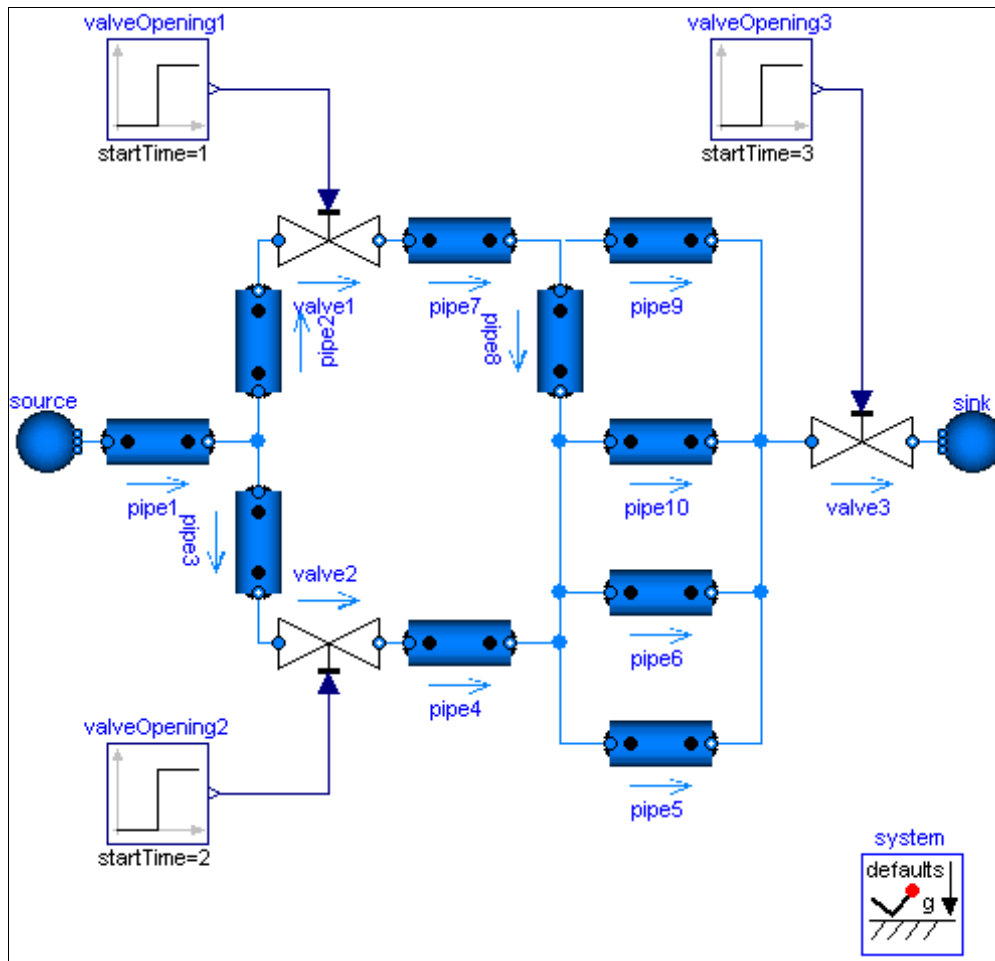 valveOpening1
valveOpening3
startTime=1
startTime=3
valve1
pipe7
pipe9
pipe2
pipe8
source
sink
pipe1
pipe10
valve3
pipe3
valve2
pipe6
pipe4
valveOpening2
pipe5
startTime=2
system
defaults
g